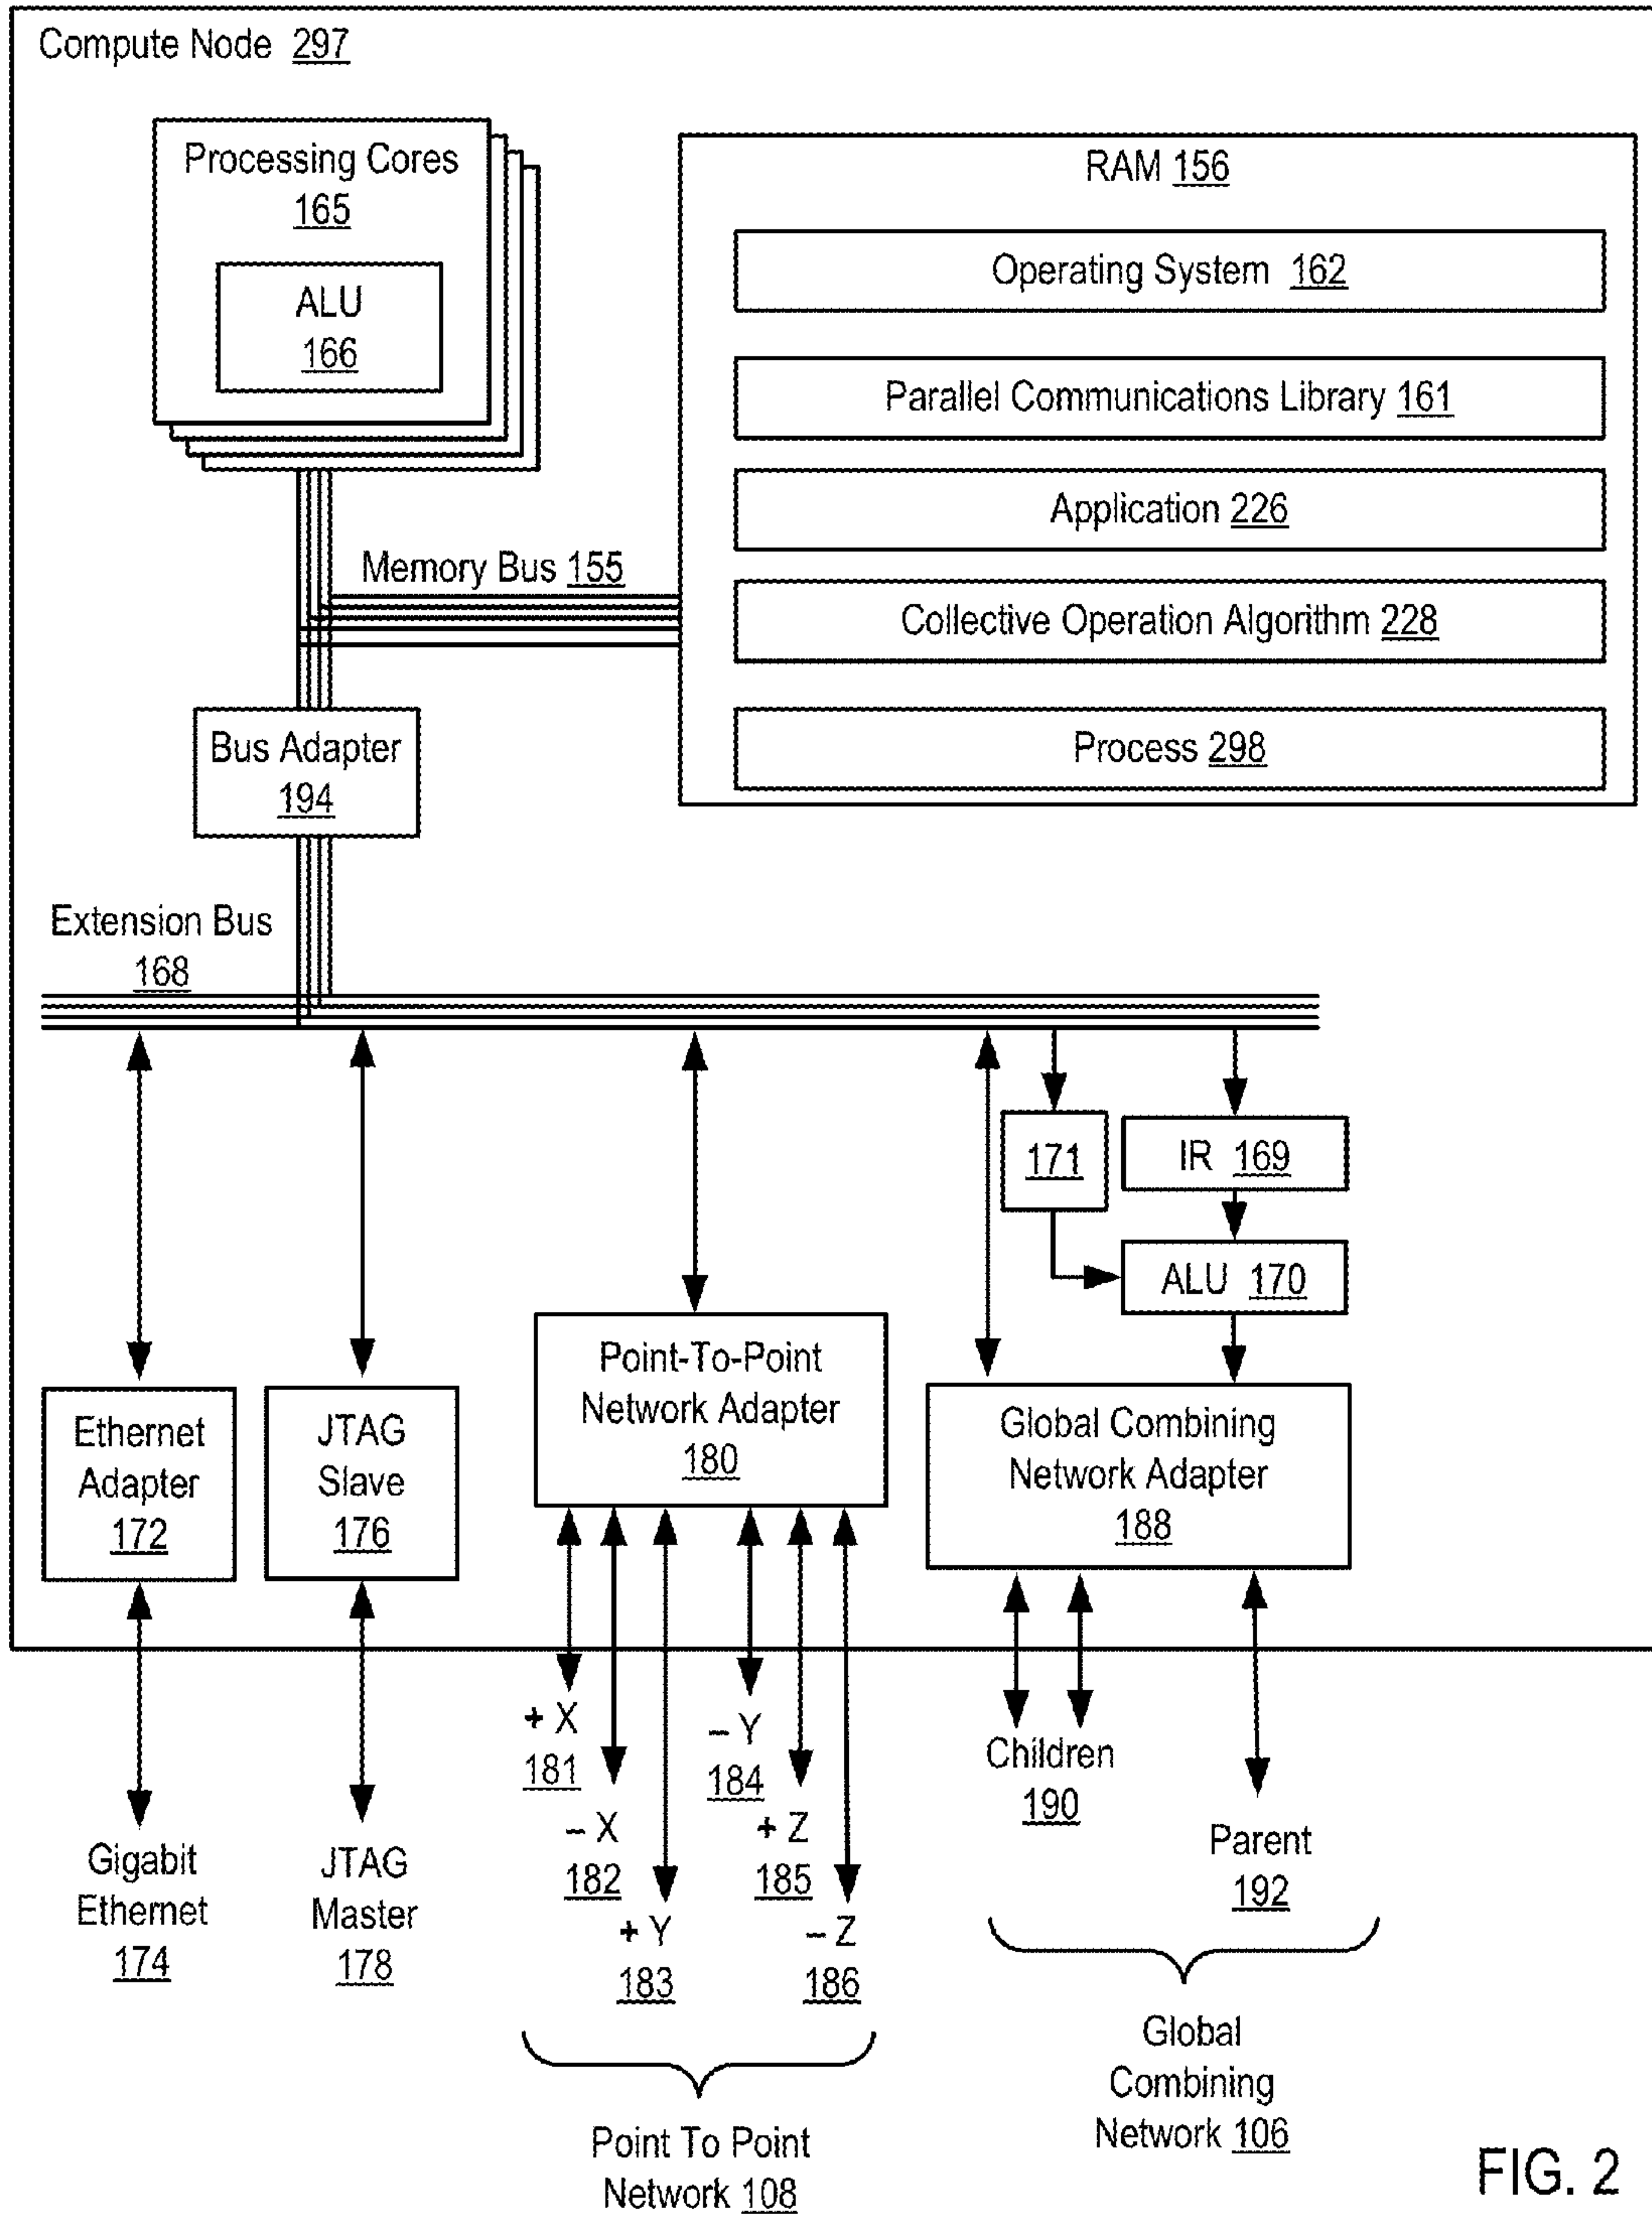 Compute Node 297
Processing Cores
165
ALU
166
RAM 156
Operating System 162
Parallel Communications Library 161
Application 226
Collective Operation Algorithm 228
Process 298
Memory Bus 155
Bus Adapter
194
Extension Bus
168
171
IR 169
ALU 170
Ethernet
Adapter
172
JTAG
Slave
176
Point-To-Point
Network Adapter
180
Global Combining
Network Adapter
188
+ X
181
– X
182
+ Y
183
– Y
184
+ Z
185
– Z
186
Children
190
Parent
192
Gigabit
Ethernet
174
JTAG
Master
178
Point To Point
Network 108
Global
Combining
Network 106
FIG. 2